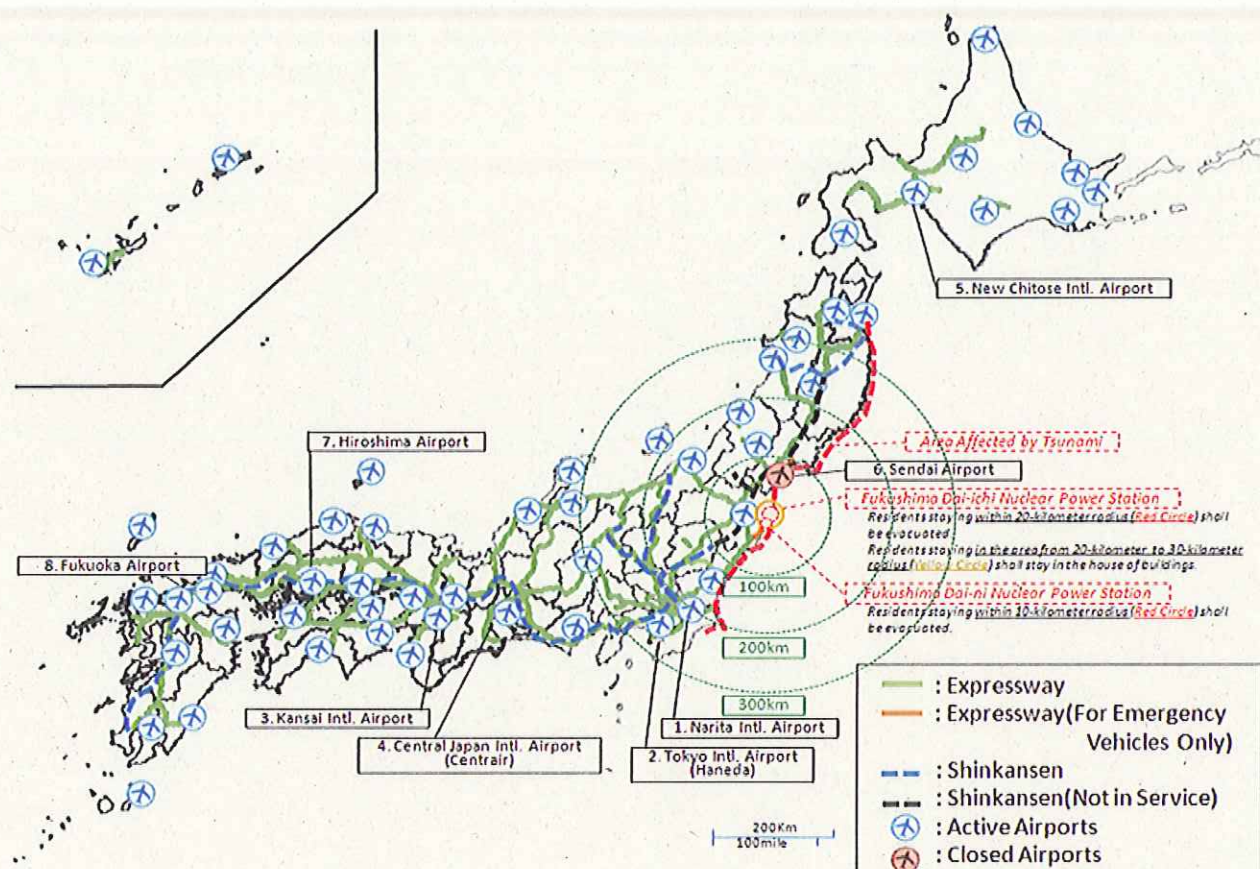 5. New Chitose Intl. Airport
7. Hiroshima Airport
Area Affected by Tsunami
6. Sendai Airport
Fukushima Dai-ichi Nuclear Power Station
Residents staying within 20-kilometer radius (Red Circle) shall
be evacuated.
Residents staying in the area from 20-kilometer to 30-kilometer
radius (Yellow Circle) shall stay in the house of buildings.
8. Fukuoka Airport
Fukushima Dai-ni Nuclear Power Station
Residents staying within 10-kilometer radius (Red Circle) shall
be evacuated.
100km
200km
300km
3. Kansai Intl. Airport
4. Central Japan Intl. Airport
(Centrair)
1. Narita Intl. Airport
2. Tokyo Intl. Airport
(Haneda)
: Expressway
: Expressway(For Emergency
Vehicles Only)
: Shinkansen
: Shinkansen(Not in Service)
: Active Airports
: Closed Airports
200Km
100mile